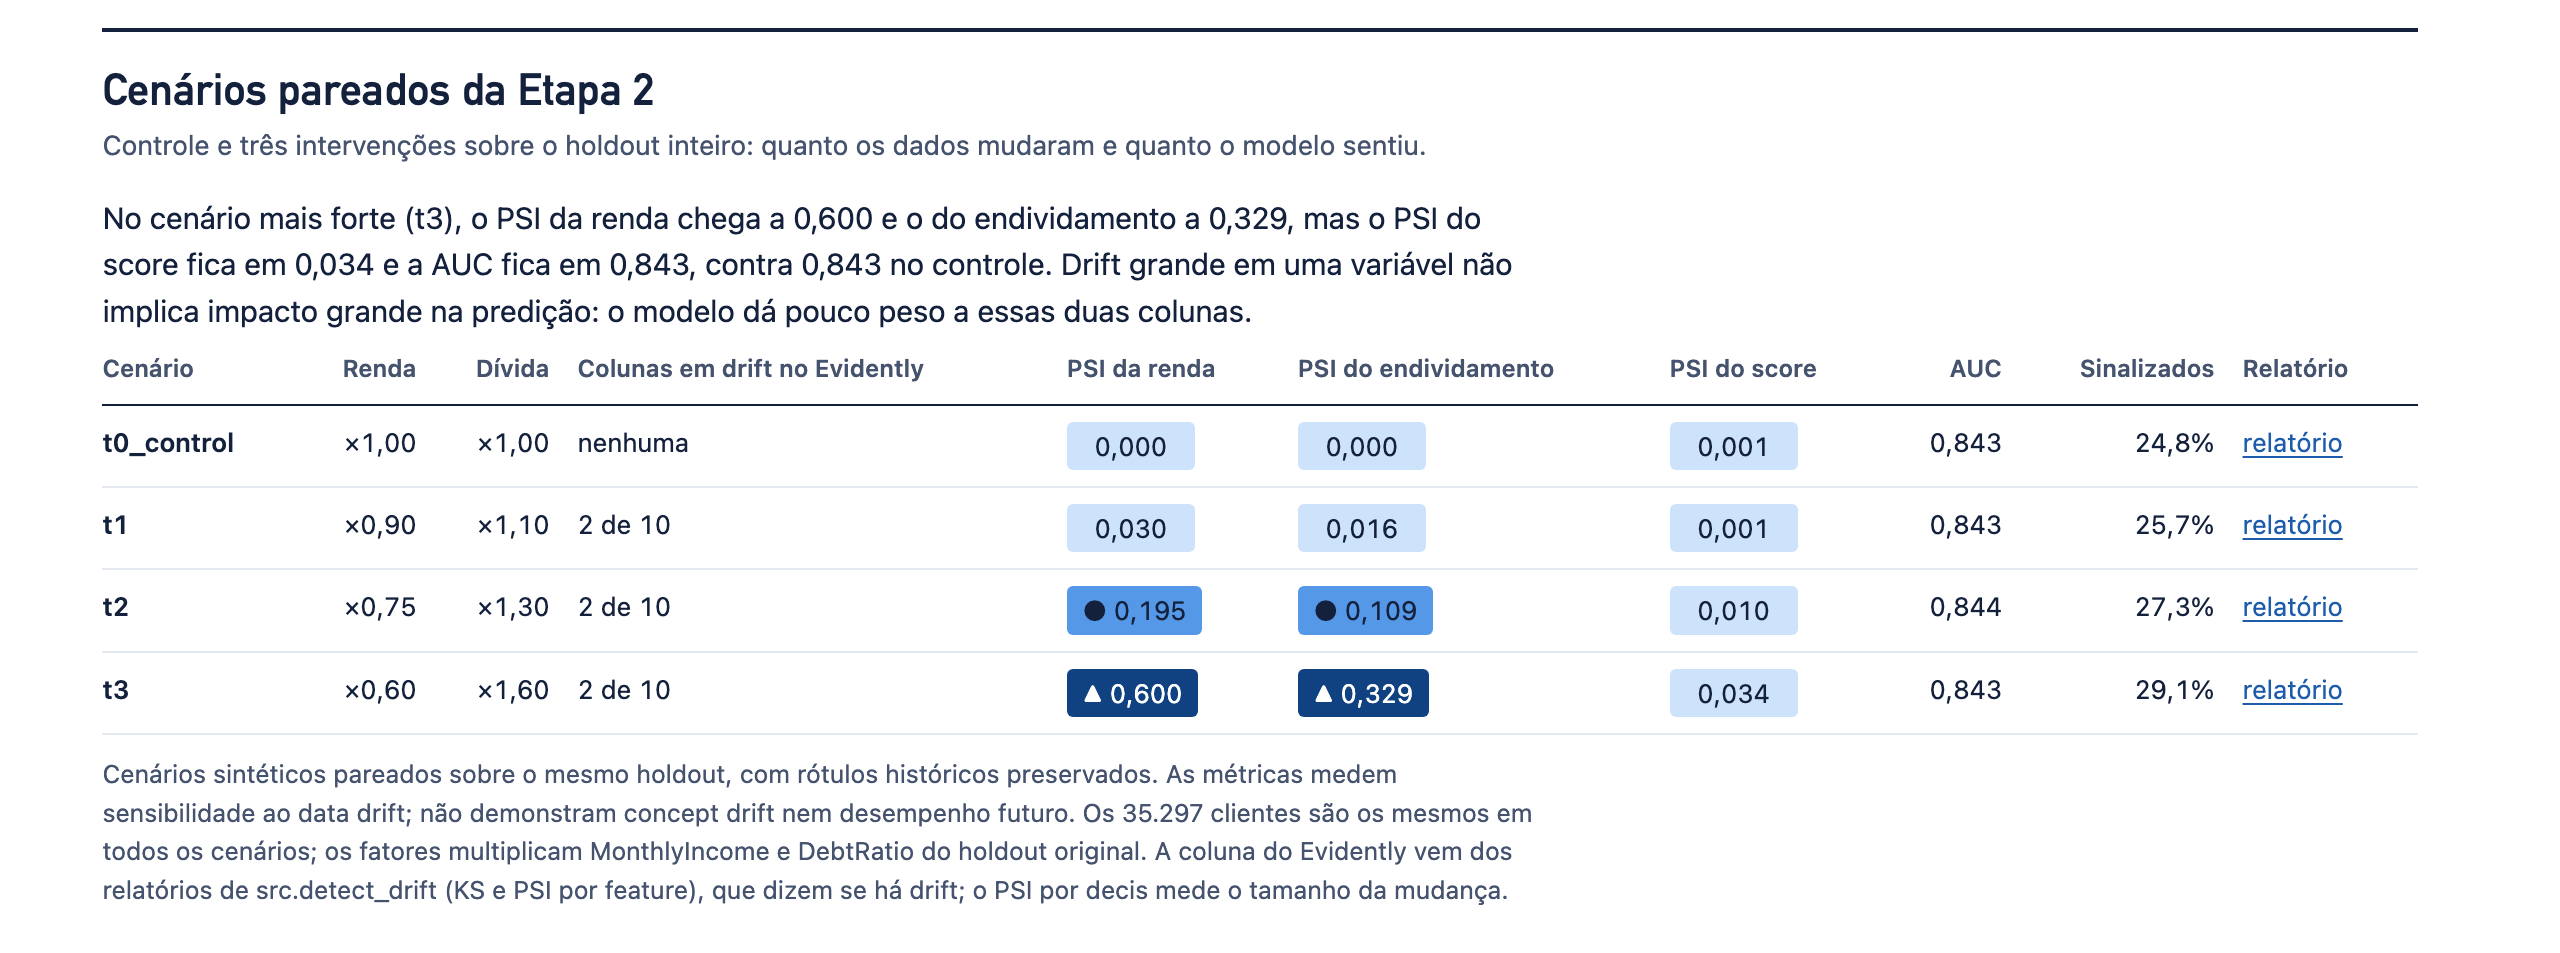 Cenários pareados da Etapa 2
Controle e três intervenções sobre o holdout inteiro: quanto os dados mudaram e quanto o modelo sentiu.
No cenário mais forte (t3), o PSI da renda chega a 0,600 e o do endividamento a 0,329, mas o PSI do
score fica em 0,034 e a AUC fica em 0,843, contra 0,843 no controle. Drift grande em uma variável não
implica impacto grande na predição: o modelo dá pouco peso a essas duas colunas.
Cenário Renda Dívida Colunas em drift no Evidently PSI da renda PSI do endividamento PSI do score AUC Sinalizados Relatório
t0_control ×1,00 ×1,00 nenhuma 0,000 0,000 0,001 0,843 24,8% relatório
t1 ×0,90 ×1,10 2 de 10 0,030 0,016 0,001 0,843 25,7% relatório
t2 ×0,75 ×1,30 2 de 10 ● 0,195 ● 0,109 0,010 0,844 27,3% relatório
t3 ×0,60 ×1,60 2 de 10 ▲ 0,600 ▲ 0,329 0,034 0,843 29,1% relatório
Cenários sintéticos pareados sobre o mesmo holdout, com rótulos históricos preservados. As métricas medem
sensibilidade ao data drift; não demonstram concept drift nem desempenho futuro. Os 35.297 clientes são os mesmos em
todos os cenários; os fatores multiplicam MonthlyIncome e DebtRatio do holdout original. A coluna do Evidently vem dos
relatórios de src.detect_drift (KS e PSI por feature), que dizem se há drift; o PSI por decis mede o tamanho da mudança.